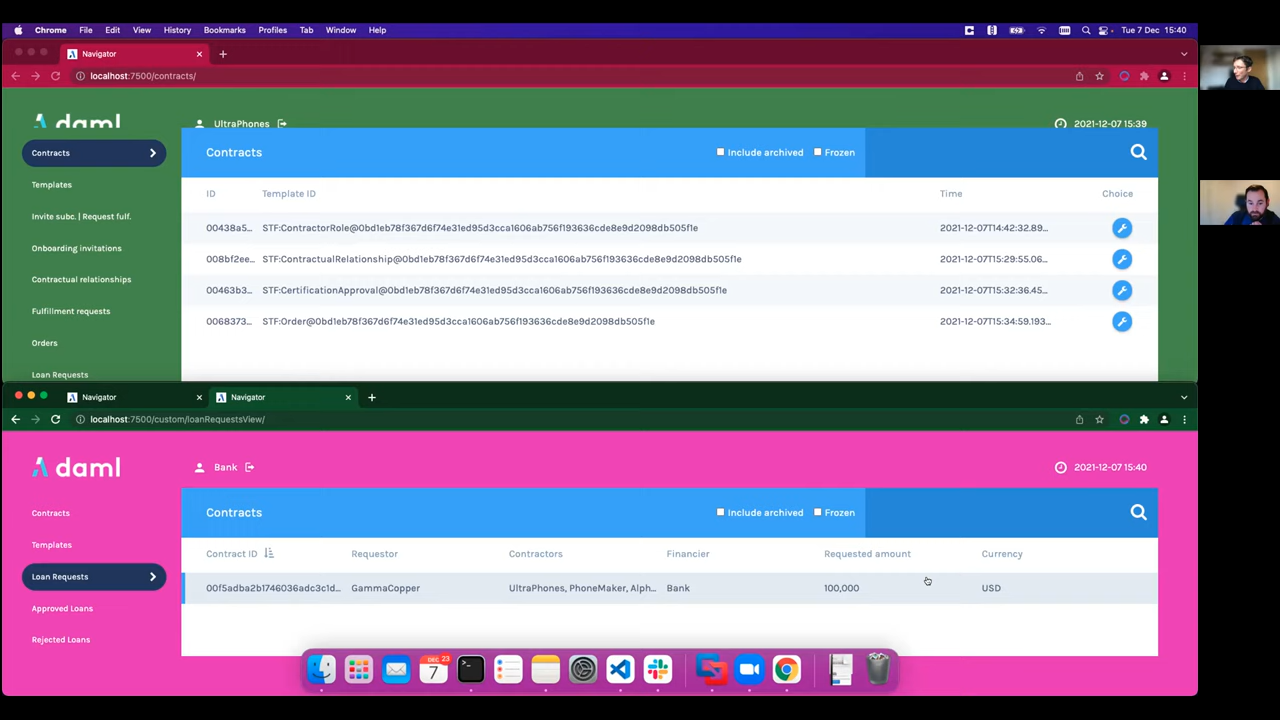 Chrome File Edit View History Bookmarks Profiles Tab Window Help Tue 7 Dec 15:40
Navigator
localhost:7500/contracts/
daml UltraPhones 2021-12-07 15:39
Contracts
Templates
Invite subc. | Request fulf.
Onboarding invitations
Contractual relationships
Fulfillment requests
Orders
Loan Requests
Contracts Include archived Frozen
ID Template ID Time Choice
00438a5... STF:ContractorRole@0bd1eb78f367d6f74e31ed95d3cca1606ab756f193636cde8e9d2098db505f1e 2021-12-07T14:42:32.89...
008bf2ee... STF:ContractualRelationship@0bd1eb78f367d6f74e31ed95d3cca1606ab756f193636cde8e9d2098db505f1e 2021-12-07T15:29:55.06...
00463b3... STF:CertificationApproval@0bd1eb78f367d6f74e31ed95d3cca1606ab756f193636cde8e9d2098db505f1e 2021-12-07T15:32:36.45...
0068373... STF:Order@0bd1eb78f367d6f74e31ed95d3cca1606ab756f193636cde8e9d2098db505f1e 2021-12-07T15:34:59.193...
Navigator Navigator
localhost:7500/custom/loanRequestsView/
daml Bank 2021-12-07 15:40
Contracts
Templates
Loan Requests
Approved Loans
Rejected Loans
Contracts Include archived Frozen
Contract ID Requestor Contractors Financier Requested amount Currency
00f5adba2b1746036adc3c1d... GammaCopper UltraPhones, PhoneMaker, Alph... Bank 100,000 USD
DEC 23
7